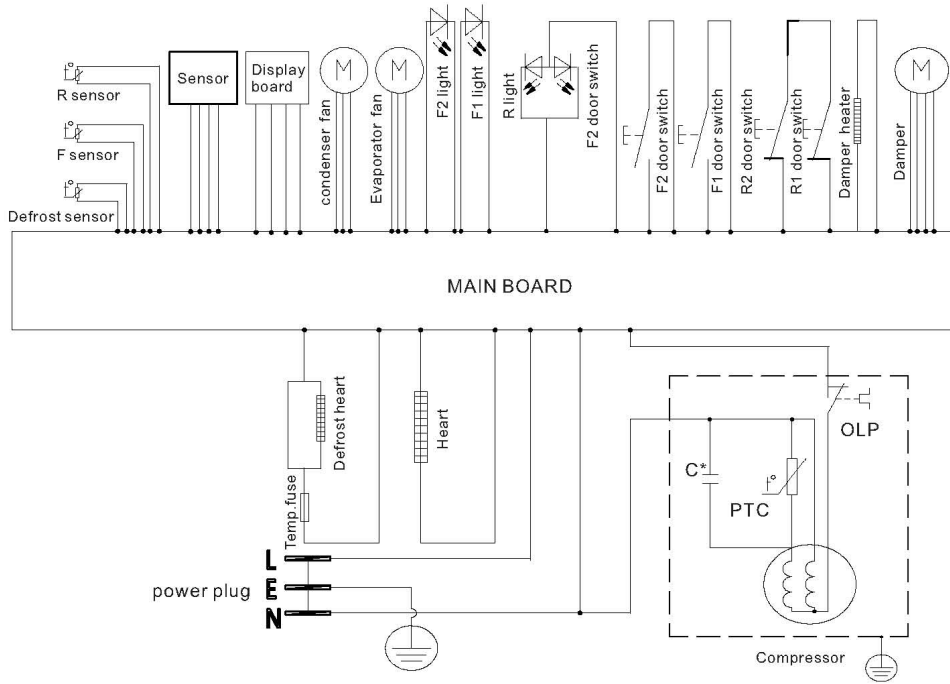 R sensor
F sensor
Defrost sensor
Sensor
Display
board
M
condenser fan
M
Evaporator fan
F2 light
F1 light
R light
F2 door switch
F2 door switch
F1 door switch
R2 door switch
R1 door switch
Damper heater
M
Damper
MAIN BOARD
Defrost heart
Temp.fuse
Heart
L
power plug E
N
OLP
C*
t°
PTC
Compressor